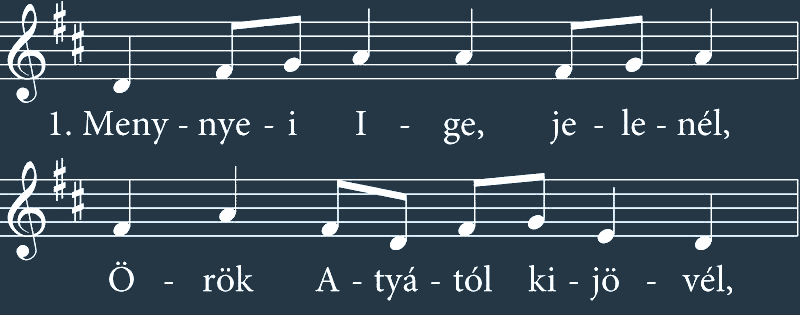 1. Meny - nye - i I - ge, je - le - nél,
Ö - rök A - tyá - tól ki - jö - vél,